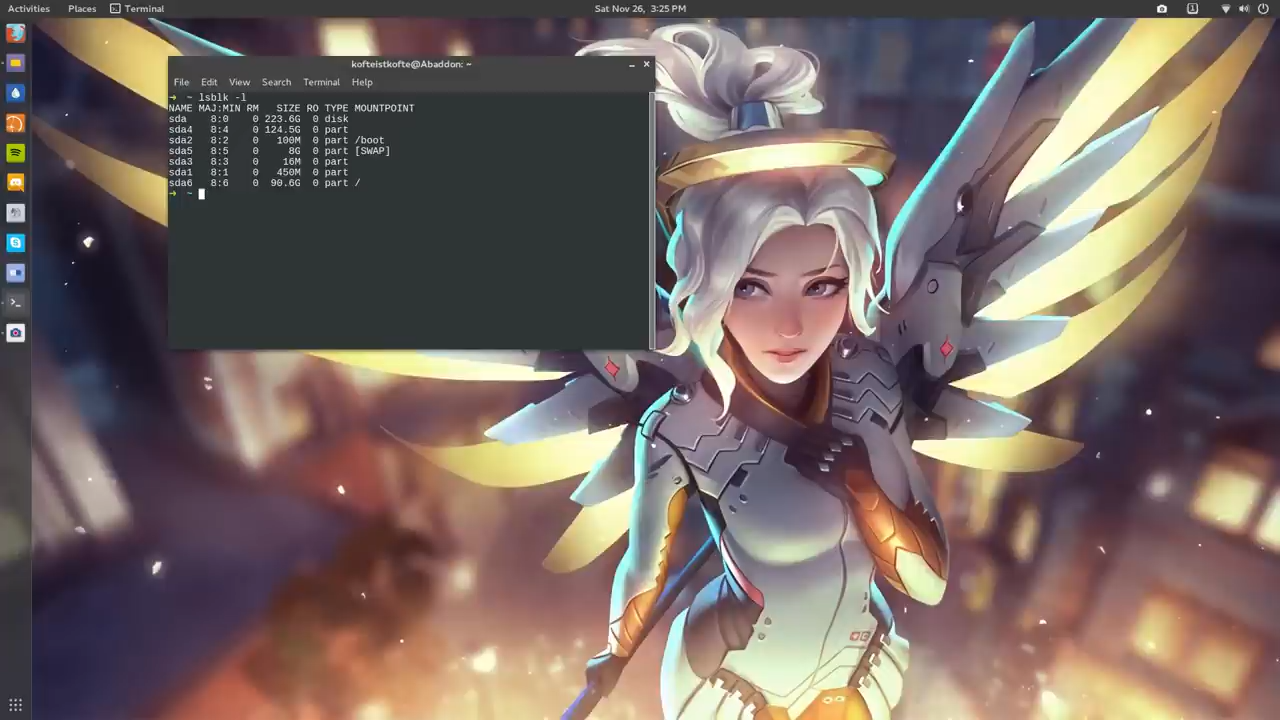 Activities Places Terminal Sat Nov 26, 3:25 PM 1
kofteistkofte@Abaddon: ~
File Edit View Search Terminal Help
➜ ~ lsblk -l
NAME MAJ:MIN RM SIZE RO TYPE MOUNTPOINT
sda 8:0 0 223.6G 0 disk
sda4 8:4 0 124.5G 0 part
sda2 8:2 0 100M 0 part /boot
sda5 8:5 0 8G 0 part [SWAP]
sda3 8:3 0 16M 0 part
sda1 8:1 0 450M 0 part
sda6 8:6 0 90.6G 0 part /
➜ ~